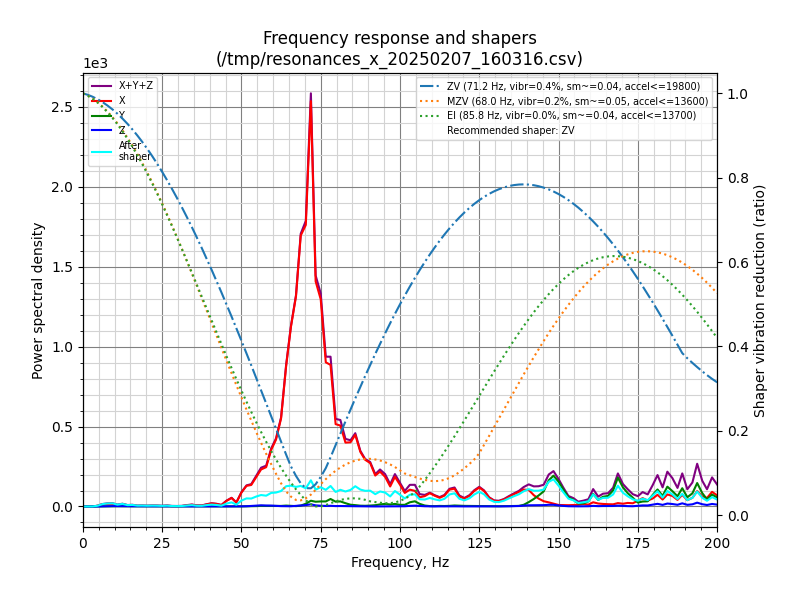 Frequency response and shapers
(/tmp/resonances_x_20250207_160316.csv)
1e3
X+Y+Z
X
Y
Z
After
shaper
ZV (71.2 Hz, vibr=0.4%, sm~=0.04, accel<=19800)
MZV (68.0 Hz, vibr=0.2%, sm~=0.05, accel<=13600)
EI (85.8 Hz, vibr=0.0%, sm~=0.04, accel<=13700)
Recommended shaper: ZV
Power spectral density
2.5
2.0
1.5
1.0
0.5
0.0
1.0
0.8
0.6
0.4
0.2
0.0
Shaper vibration reduction (ratio)
0 25 50 75 100 125 150 175 200
Frequency, Hz